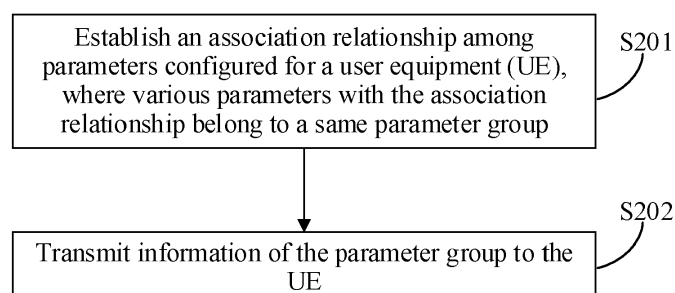 Establish an association relationship among
parameters configured for a user equipment (UE),
where various parameters with the association
relationship belong to a same parameter group
S201
Transmit information of the parameter group to the
UE
S202